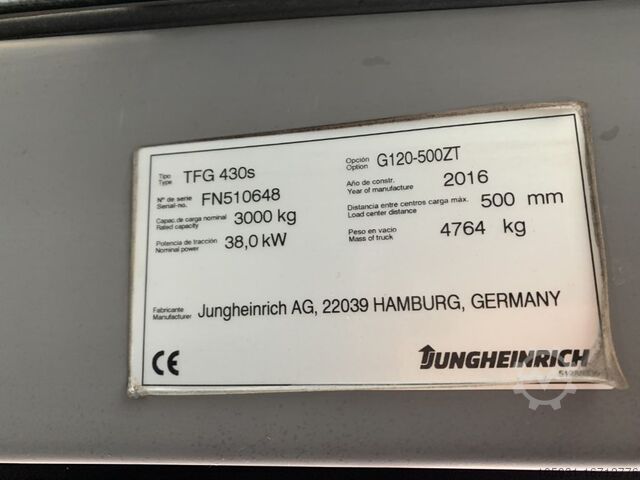 Tipo
Type TFG 430s
Opción
Option G120-500ZT
Nº de serie
Serial-no. FN510648
Año de constr.
Year of manufacture 2016
Capac.de carga nominal
Rated capacity 3000 kg
Distancia entre centros carga máx.
Load center distance 500 mm
Potencia de tracción
Nominal power 38,0 kW
Peso en vacio
Mass of truck 4764 kg
Fabricante
Manufacturer Jungheinrich AG, 22039 HAMBURG, GERMANY
CE
JUNGHEINRICH